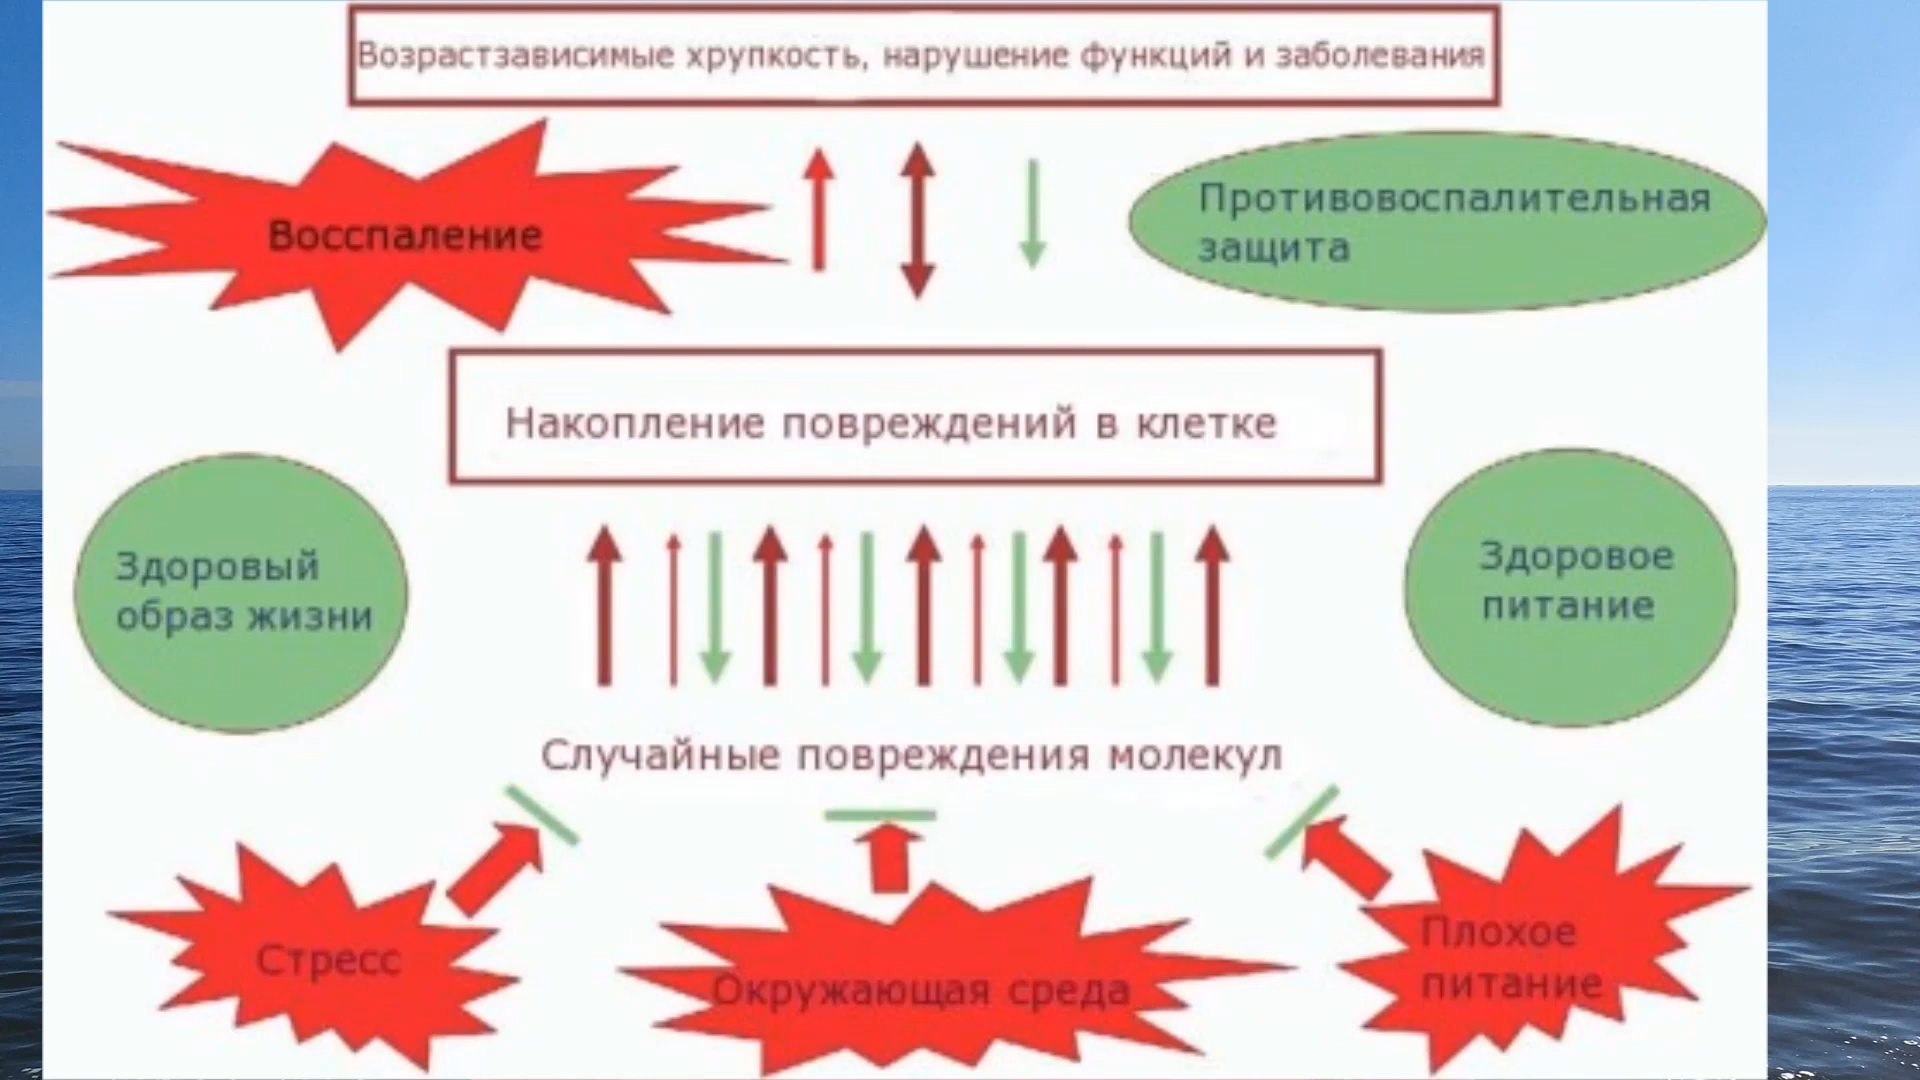 Возрастзависимые хрупкость, нарушение функций и заболевания
Восспаление
Противовоспалительная
защита
Накопление повреждений в клетке
Здоровый
образ жизни
Здоровое
питание
Случайные повреждения молекул
Стресс
Окружающая среда
Плохое
питание